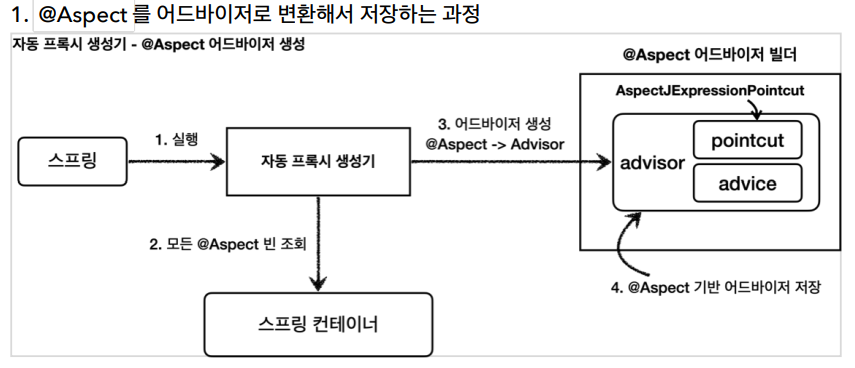 1. @Aspect 를 어드바이저로 변환해서 저장하는 과정
자동 프록시 생성기 - @Aspect 어드바이저 생성
@Aspect 어드바이저 빌더
AspectJExpressionPointcut
3. 어드바이저 생성
@Aspect -> Advisor
1. 실행
스프링
자동 프록시 생성기
advisor
pointcut
advice
2. 모든 @Aspect 빈 조회
4. @Aspect 기반 어드바이저 저장
스프링 컨테이너